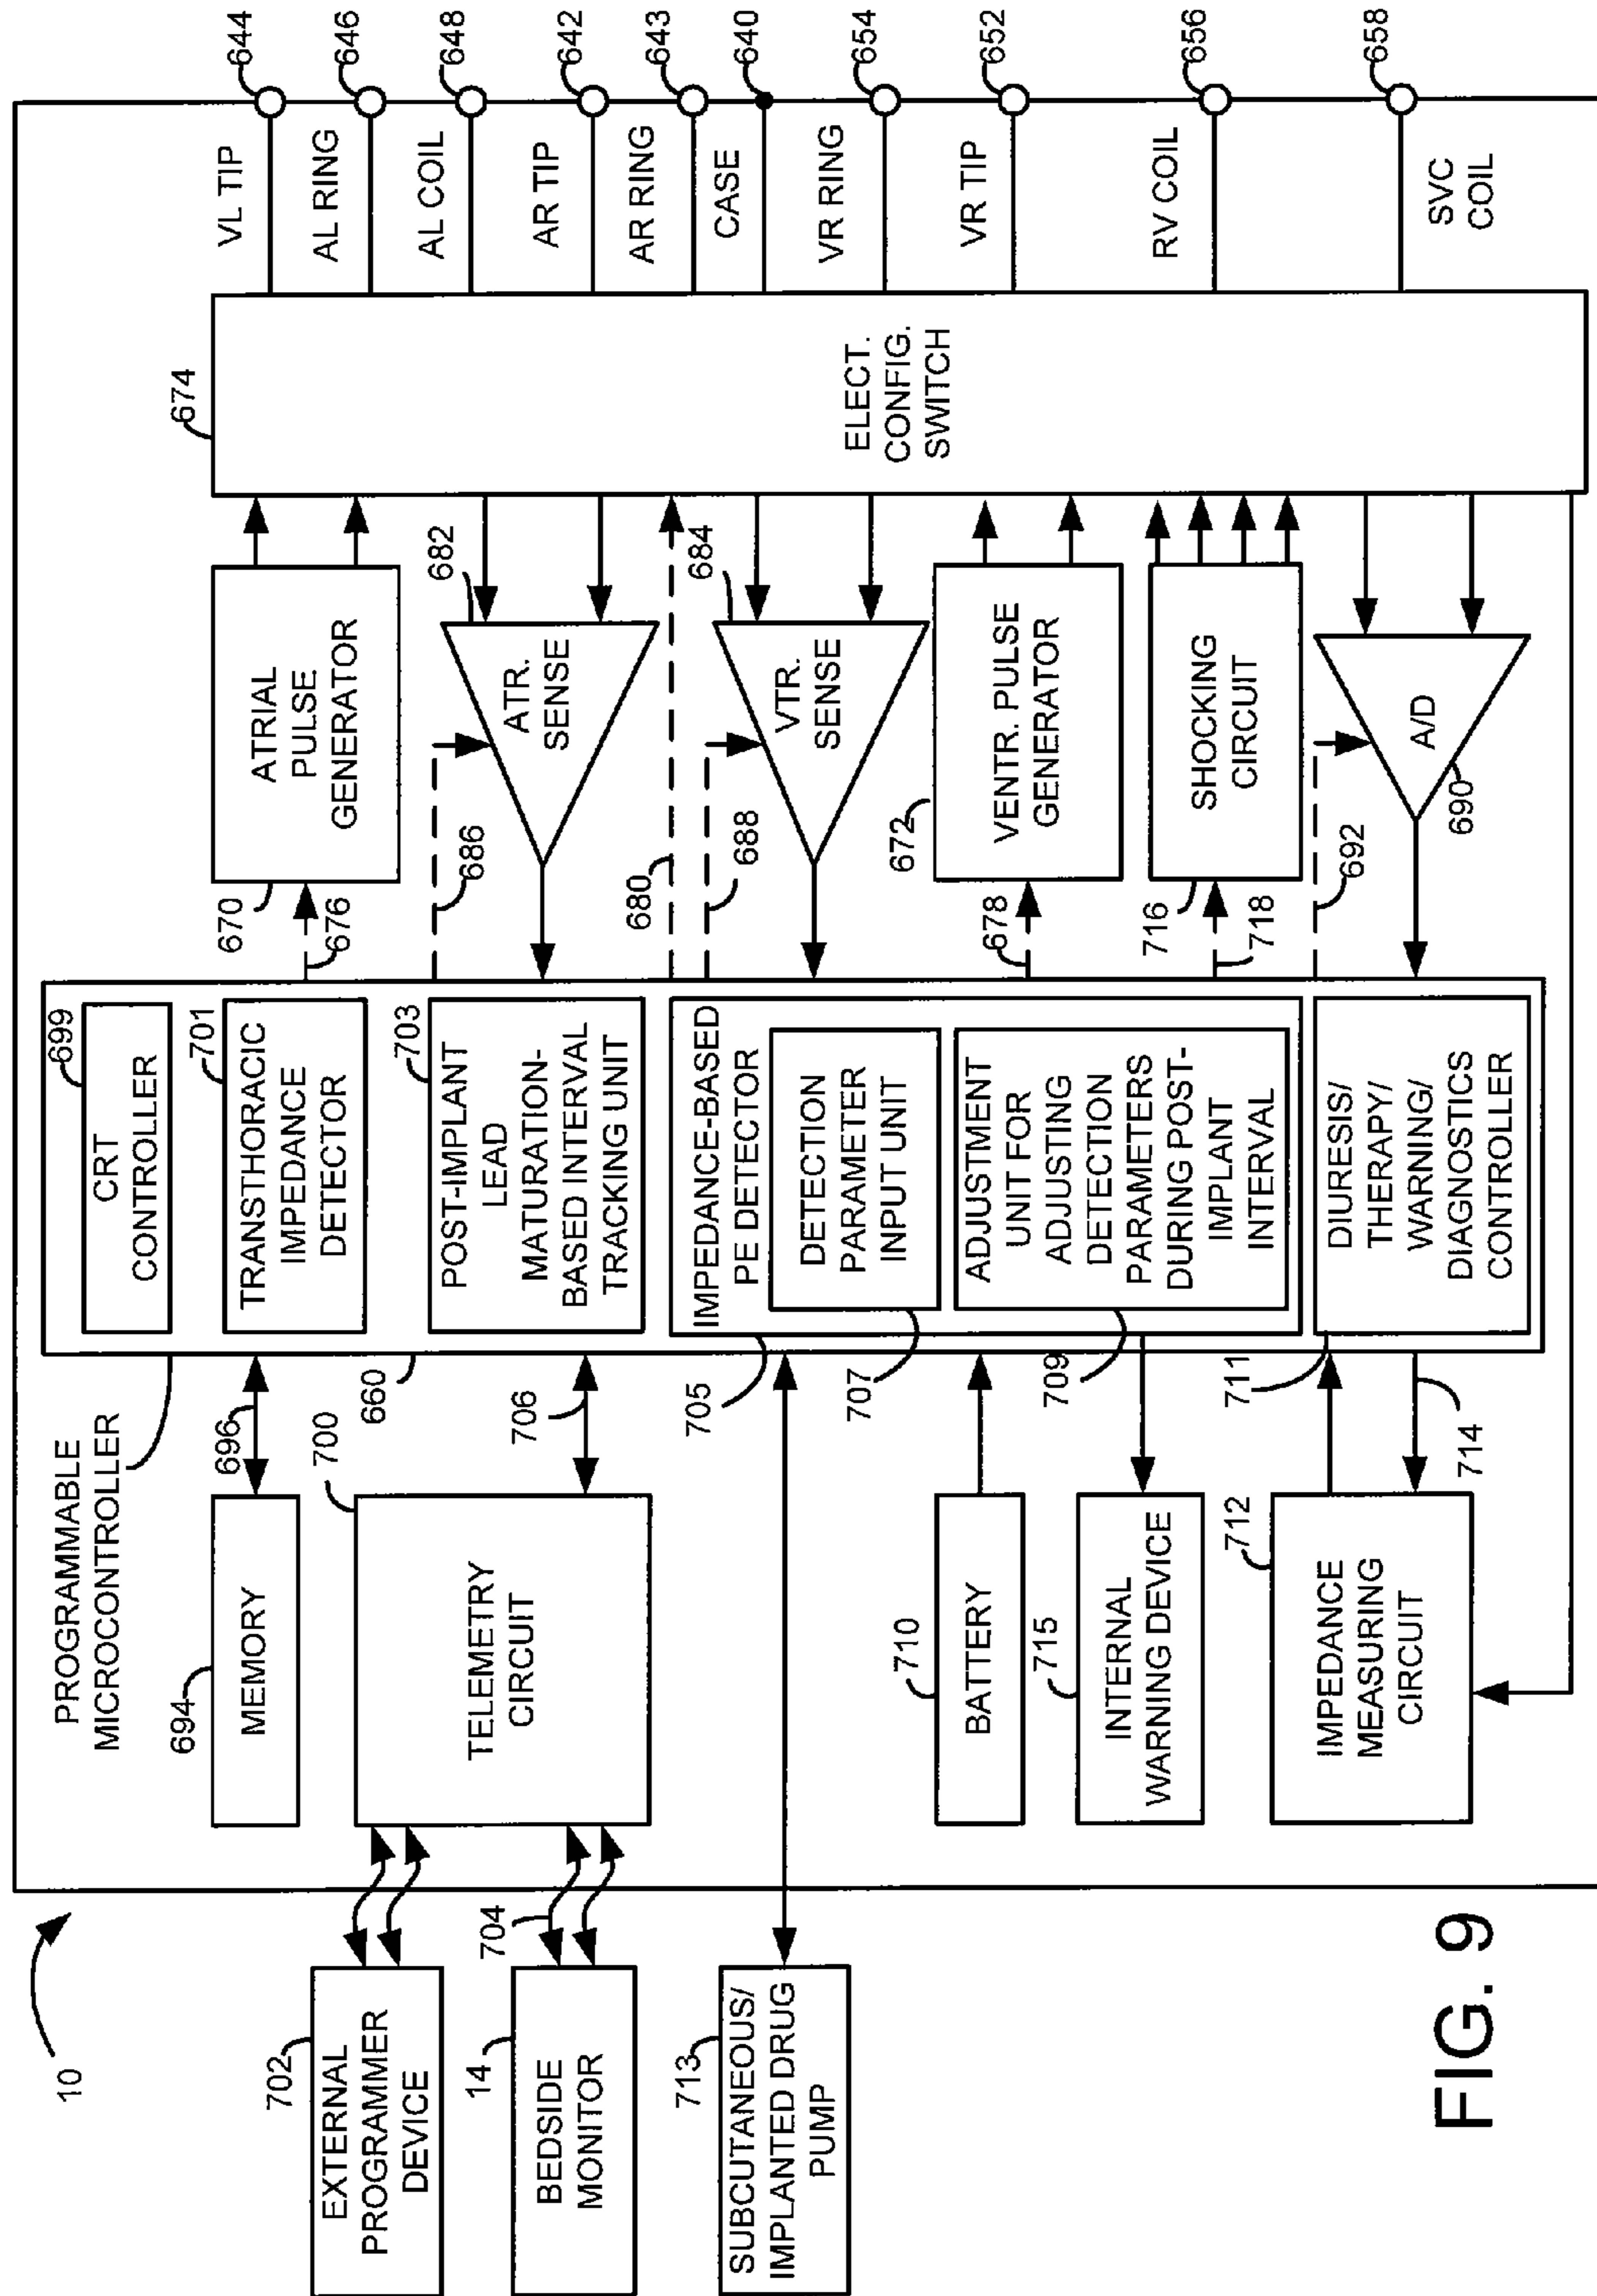 10
702
EXTERNAL
PROGRAMMER
DEVICE
14
BEDSIDE
MONITOR
704
713
SUBCUTANEOUS/
IMPLANTED DRUG
PUMP
PROGRAMMABLE
MICROCONTROLLER
694
MEMORY
696
700
TELEMETRY
CIRCUIT
706
660
705
707
709
711
710
BATTERY
715
INTERNAL
WARNING DEVICE
712
IMPEDANCE
MEASURING
CIRCUIT
714
699
CRT
CONTROLLER
701
TRANSTHORACIC
IMPEDANCE
DETECTOR
703
POST-IMPLANT
LEAD
MATURATION-
BASED INTERVAL
TRACKING UNIT
IMPEDANCE-BASED
PE DETECTOR
DETECTION
PARAMETER
INPUT UNIT
ADJUSTMENT
UNIT FOR
ADJUSTING
DETECTION
PARAMETERS
DURING POST-
IMPLANT
INTERVAL
DIURESIS/
THERAPY/
WARNING/
DIAGNOSTICS
CONTROLLER
670
676
ATRIAL
PULSE
GENERATOR
686
682
ATR.
SENSE
680
688
684
VTR.
SENSE
678
672
VENTR. PULSE
GENERATOR
716
718
SHOCKING
CIRCUIT
692
690
A/D
674
ELECT.
CONFIG.
SWITCH
VL TIP
644
AL RING
646
AL COIL
648
AR TIP
642
AR RING
643
CASE
640
VR RING
654
VR TIP
652
RV COIL
656
SVC
COIL
658
FIG. 9